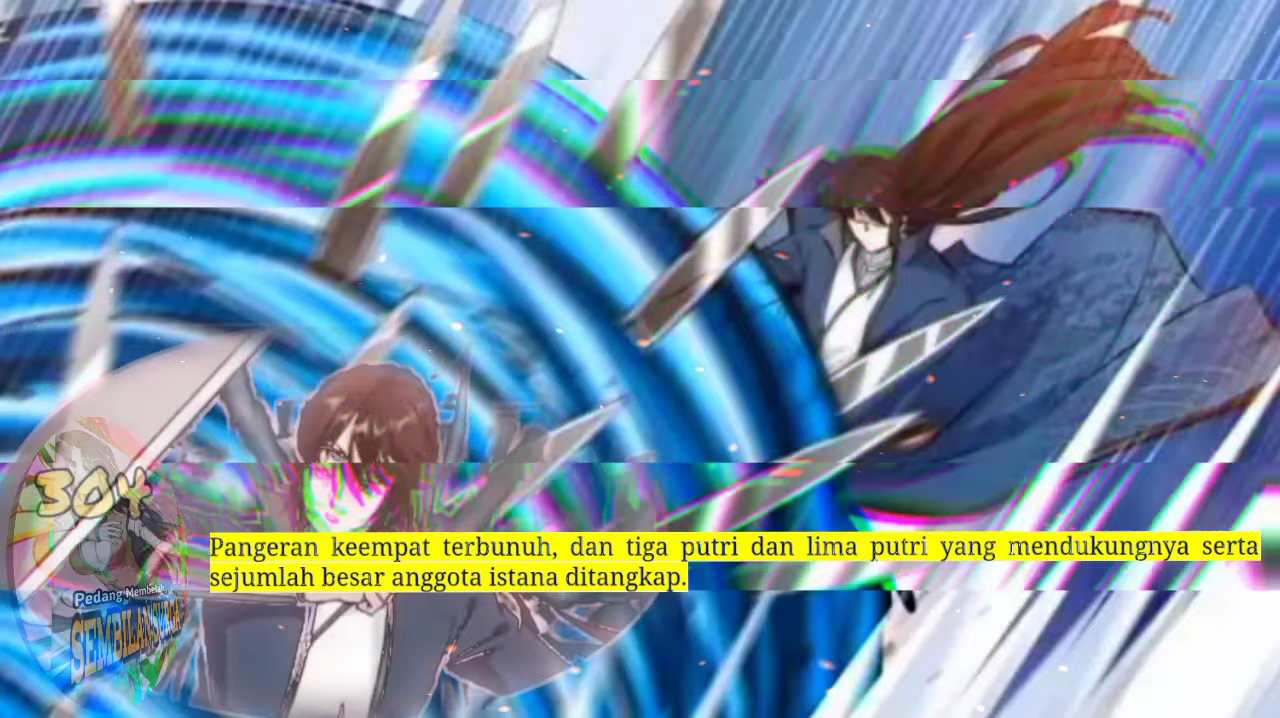 304
Pangeran keempat terbunuh, dan tiga putri dan lima putri yang mendukungnya serta
sejumlah besar anggota istana ditangkap.
Pedang Membelah
SEMBILAN SURGA